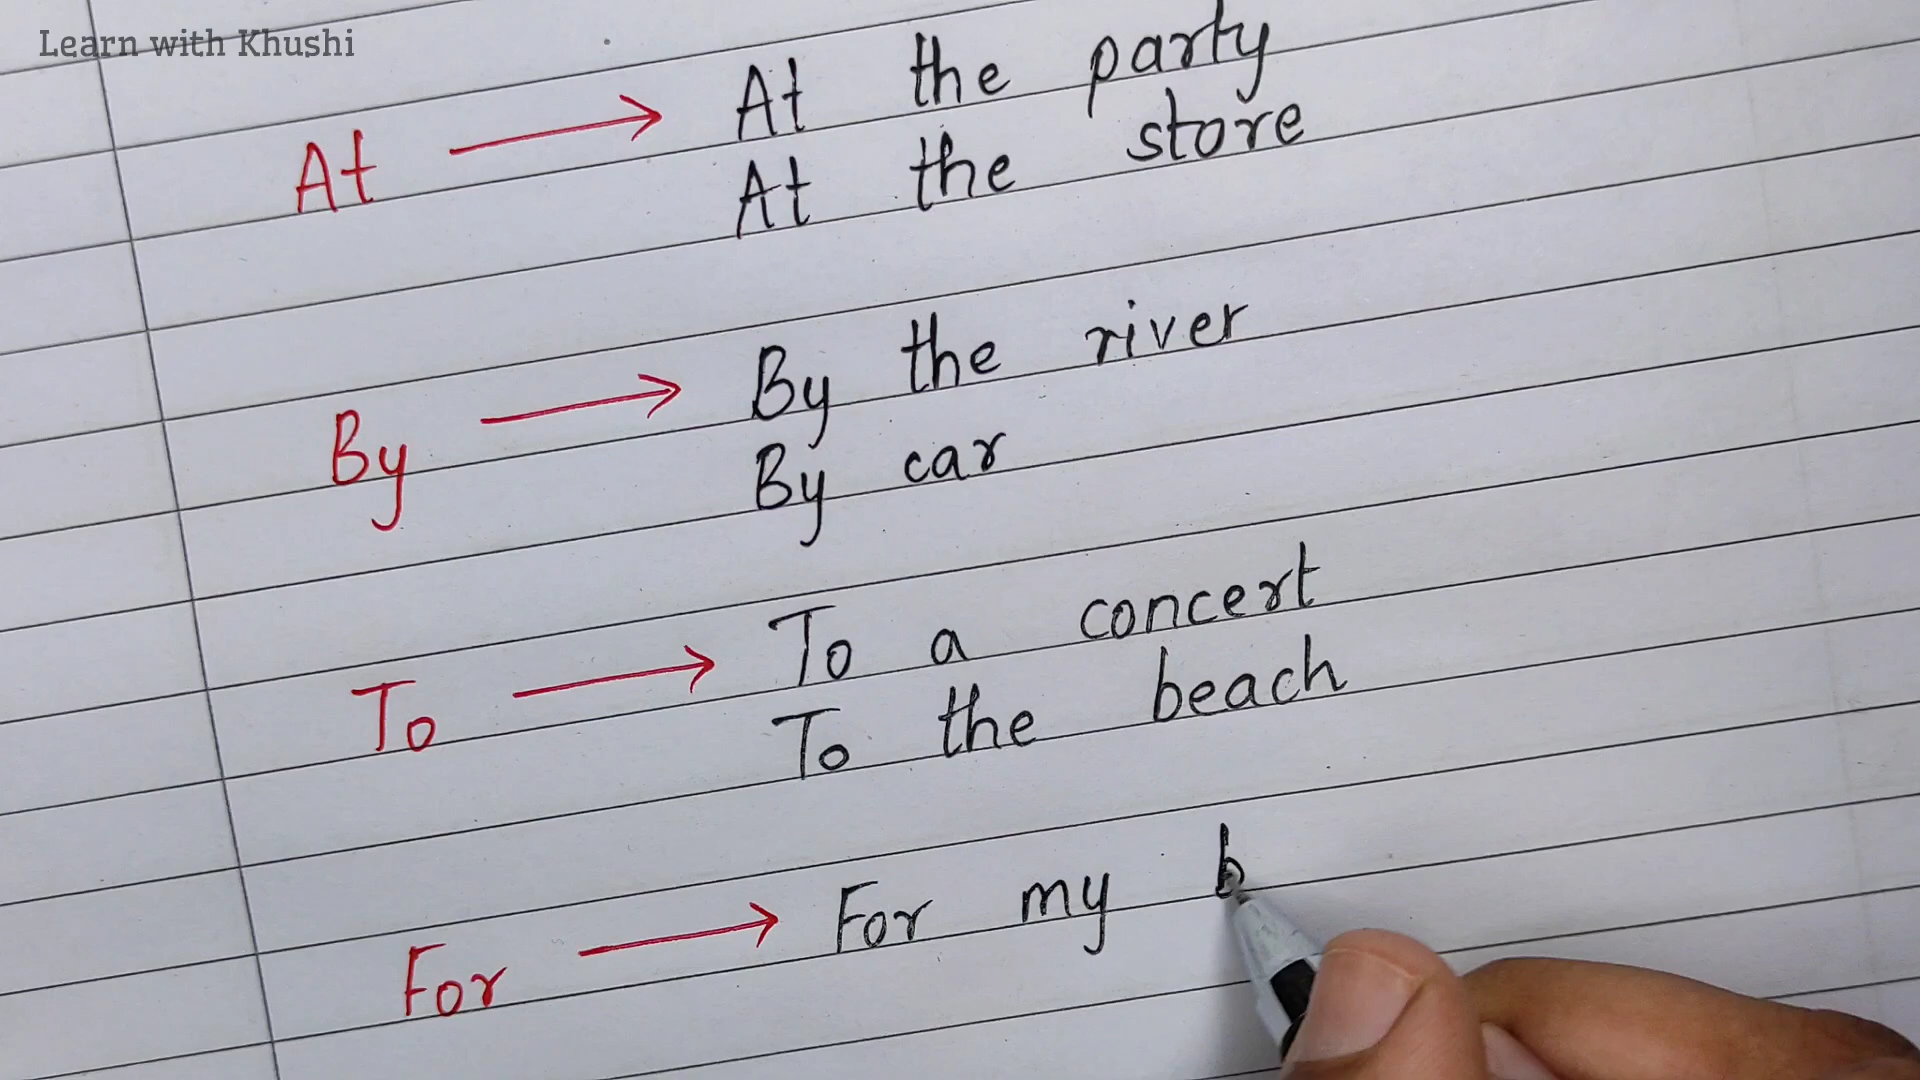 Learn with Khushi
At → At the party
At the store
By → By the river
By car
To → To a concert
To the beach
For → For my b